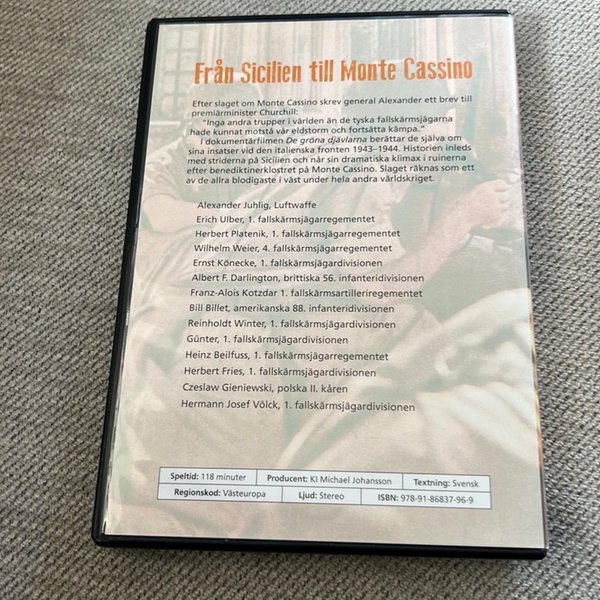 Från Sicilien till Monte Cassino
Efter slaget om Monte Cassino skrev general Alexander ett brev till
premiärminister Churchill:
"Inga andra trupper i världen än de tyska fallskärmsjägarna
hade kunnat motstå vår eldstorm och fortsätta kämpa."
I dokumentärfilmen De gröna djävlarna berättar de själva om
sina insatser vid den italienska fronten 1943–1944. Historien inleds
med striderna på Sicilien och når sin dramatiska klimax i ruinerna
efter benediktinerklostret på Monte Cassino. Slaget räknas som ett
av de allra blodigaste i väst under hela andra världskriget.
Alexander Juhlig, Luftwaffe
Erich Ulber, 1. fallskärmsjägarregementet
Herbert Platenik, 1. fallskärmsjägarregementet
Wilhelm Weier, 4. fallskärmsjägarregementet
Ernst Könecke, 1. fallskärmsjägardivisionen
Albert F. Darlington, brittiska 56. infanteridivisionen
Franz-Alois Kotzdar 1. fallskärmsartilleriregementet
Bill Billet, amerikanska 88. infanteridivisionen
Reinholdt Winter, 1. fallskärmsjägardivisionen
Günter, 1. fallskärmsjägardivisionen
Heinz Beilfuss, 1. fallskärmsjägarregementet
Herbert Fries, 1. fallskärmsjägardivisionen
Czeslaw Gieniewski, polska II. kåren
Hermann Josef Völck, 1. fallskärmsjägardivisionen
Speltid: 118 minuter Producent: KI Michael Johansson Textning: Svensk
Regionskod: Västeuropa Ljud: Stereo ISBN: 978-91-86837-96-9